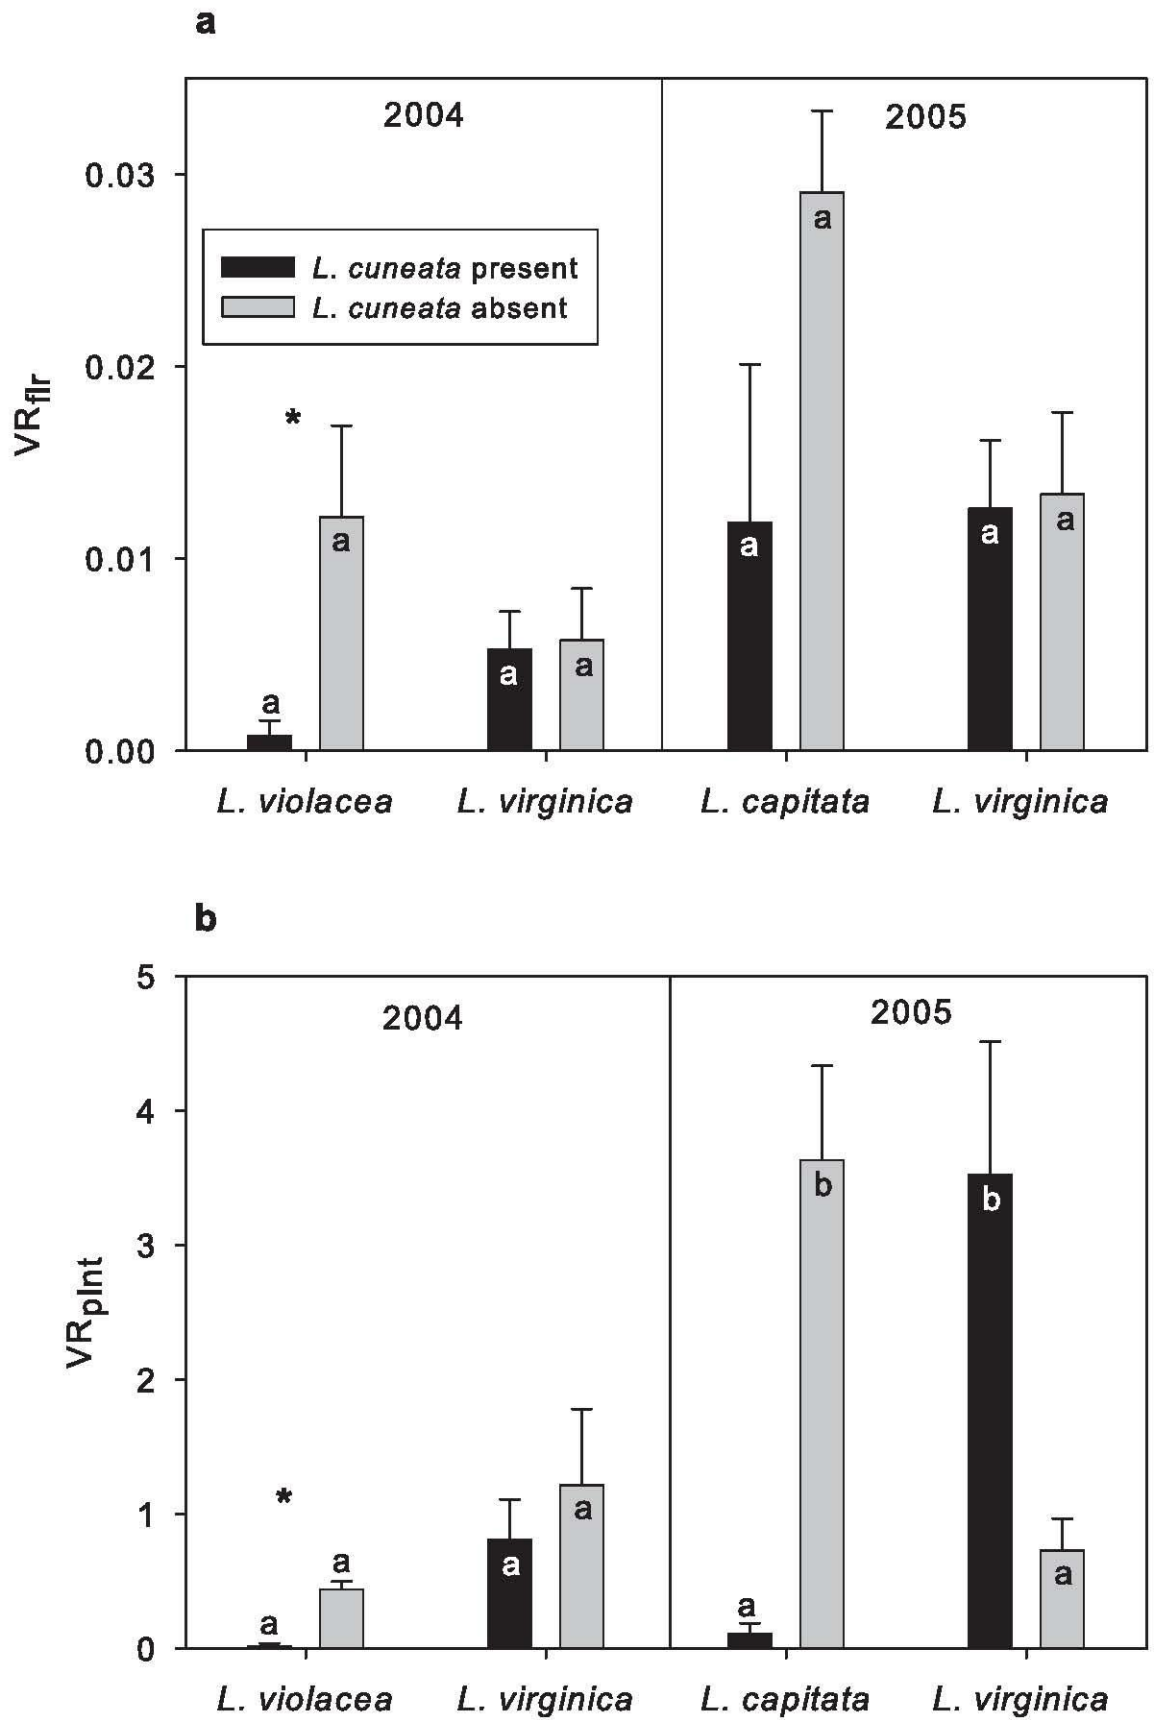 a
2004
2005
0.03
L. cuneata present
L. cuneata absent
0.02
VRflr
*
a
a
a
a
0.01
a
a
a
a
0.00
L. violacea
L. virginica
L. capitata
L. virginica
b
5
2004
2005
4
b
b
3
VRplnt
2
*
1
a
a
a
a
a
a
0
L. violacea
L. virginica
L. capitata
L. virginica